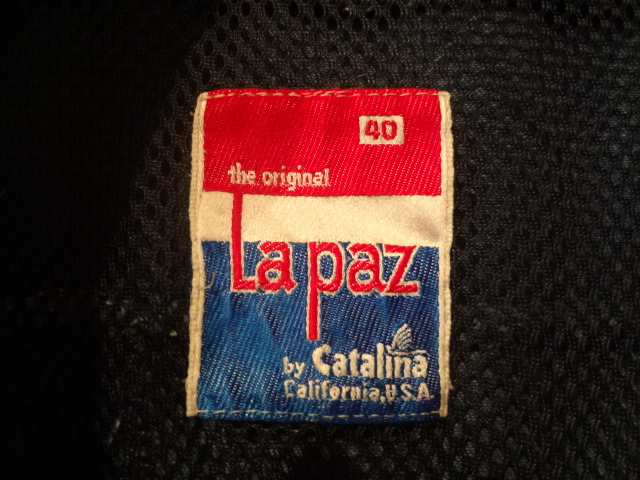 40
the original
La paz
by Catalina
California, U.S.A